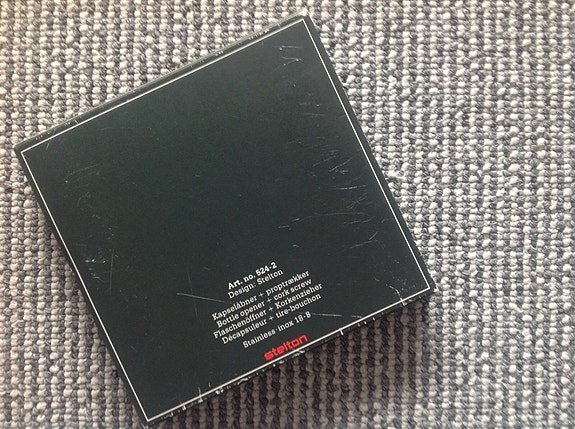 Art. no. 524-2
Design: Stelton
Kapselåbner + proptrækker
Bottle opener + cork screw
Flaschenöffner + Korkenzieher
Décapsuleur + tire-bouchon
Stainless inox 18-8
stelton